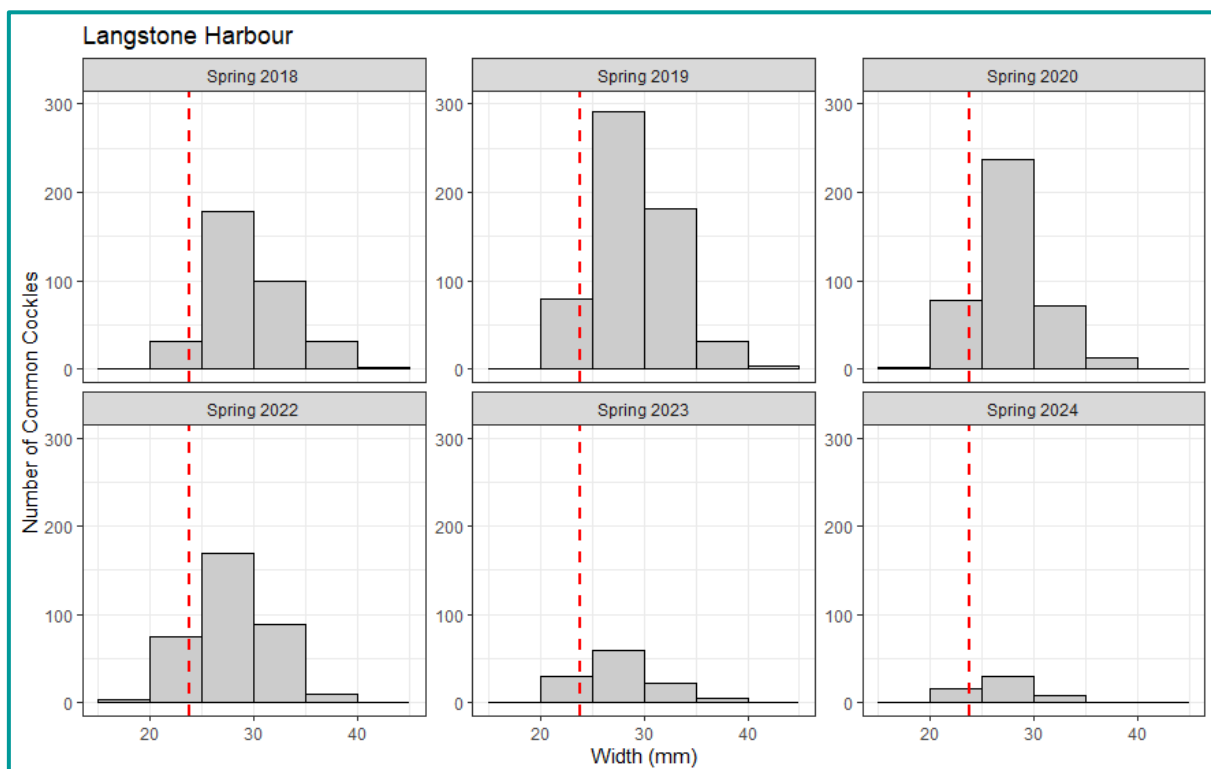 Langstone Harbour
Spring 2018
Spring 2019
Spring 2020
300
200
100
0
300
200
100
0
300
200
100
0
Number of Common Cockles
Spring 2022
Spring 2023
Spring 2024
300
200
100
0
300
200
100
0
300
200
100
0
20 30 40
20 30 40
20 30 40
Width (mm)